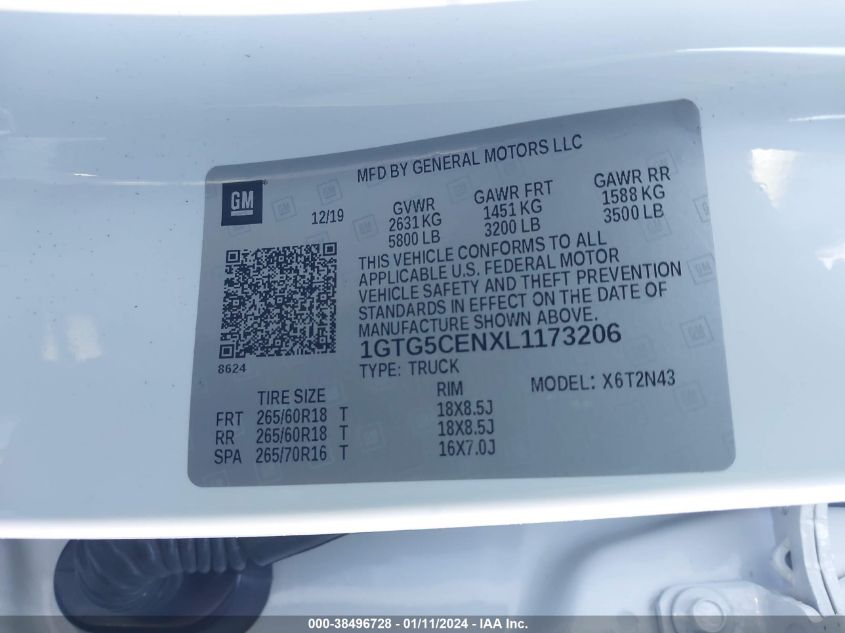 MFD BY GENERAL MOTORS LLC
GM
12/19
GVWR
2631 KG
5800 LB
GAWR FRT
1451 KG
3200 LB
GAWR RR
1588 KG
3500 LB
THIS VEHICLE CONFORMS TO ALL
APPLICABLE U.S. FEDERAL MOTOR
VEHICLE SAFETY AND THEFT PREVENTION
STANDARDS IN EFFECT ON THE DATE OF
MANUFACTURE SHOWN ABOVE.
1GTG5CENXL1173206
8624
TYPE: TRUCK
MODEL: X6T2N43
TIRE SIZE RIM
FRT 265/60R18 T 18X8.5J
RR 265/60R18 T 18X8.5J
SPA 265/70R16 T 16X7.0J
000-38496728 - 01/11/2024 - IAA Inc.